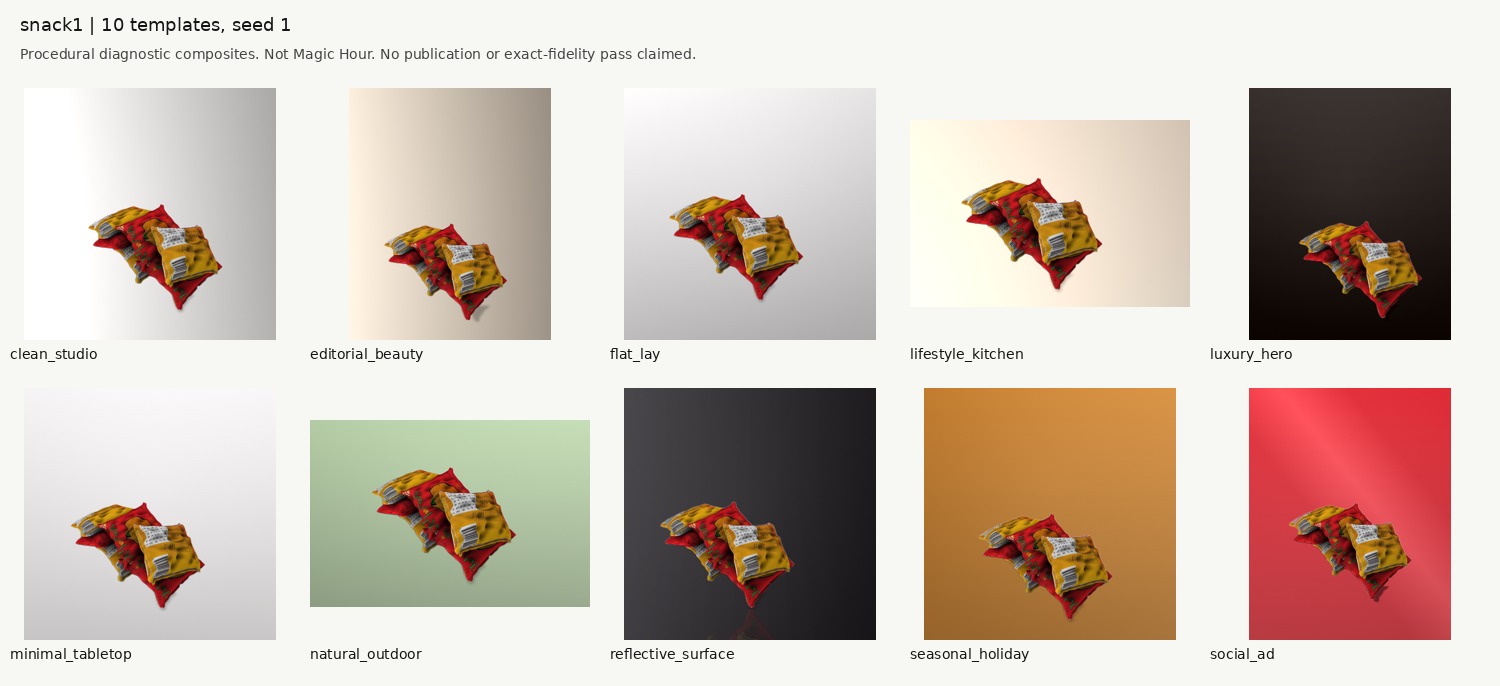 snack1 | 10 templates, seed 1
Procedural diagnostic composites. Not Magic Hour. No publication or exact-fidelity pass claimed.
clean_studio
editorial_beauty
flat_lay
lifestyle_kitchen
luxury_hero
minimal_tabletop
natural_outdoor
reflective_surface
seasonal_holiday
social_ad